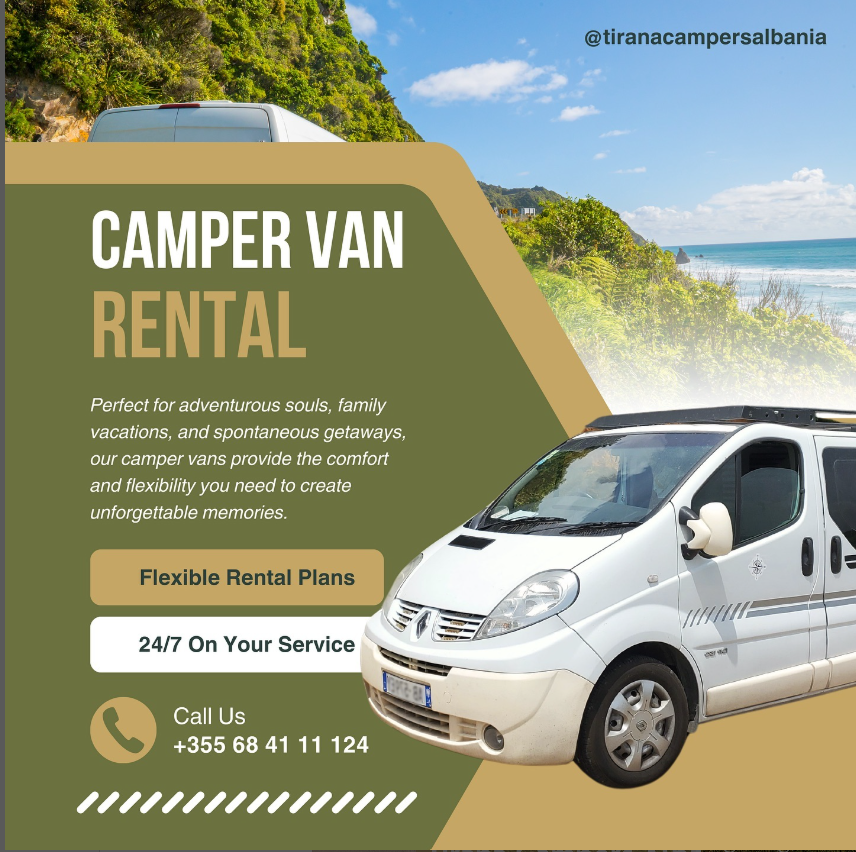 @tiranacampersalbania
CAMPER VAN
RENTAL
Perfect for adventurous souls, family
vacations, and spontaneous getaways,
our camper vans provide the comfort
and flexibility you need to create
unforgettable memories.
Flexible Rental Plans
24/7 On Your Service
Call Us
+355 68 41 11 124